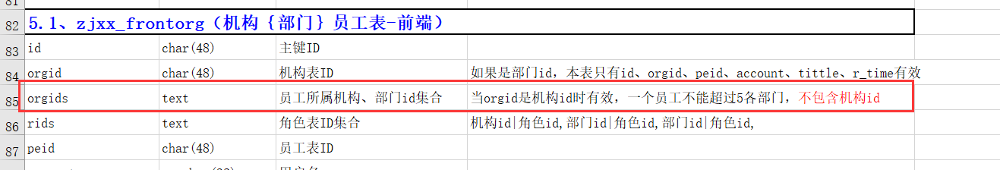 81
82 5.1、zjxx_frontorg（机构｛部门｝员工表-前端）
83 id char(48) 主键ID
84 orgid char(48) 机构表ID 如果是部门id，本表只有id、orgid、peid、account、tittle、r_time有效
85 orgids text 员工所属机构、部门id集合 当orgid是机构id时有效，一个员工不能超过5各部门，不包含机构id
86 rids text 角色表ID集合 机构id|角色id,部门id|角色id,部门id|角色id,
87 peid char(48) 员工表ID